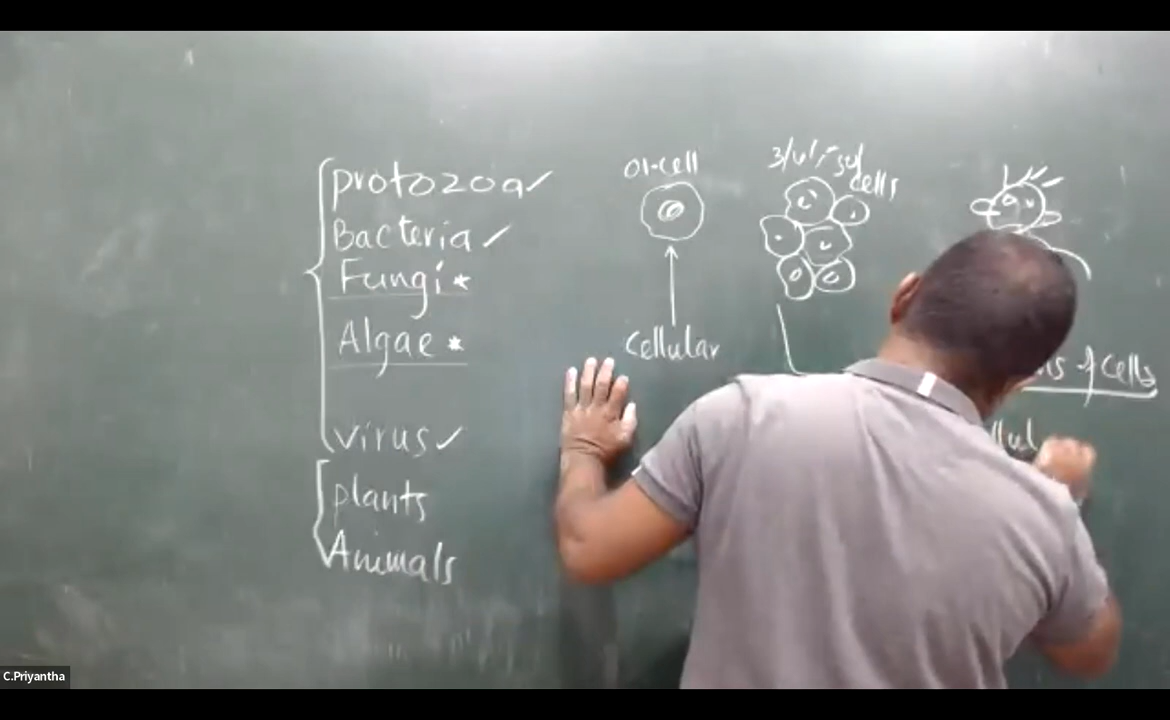 protozoa
Bacteria
Fungi *
Algae *
virus
plants
Animals
01-cell
Cellular
cells
of Cells
C.Priyantha